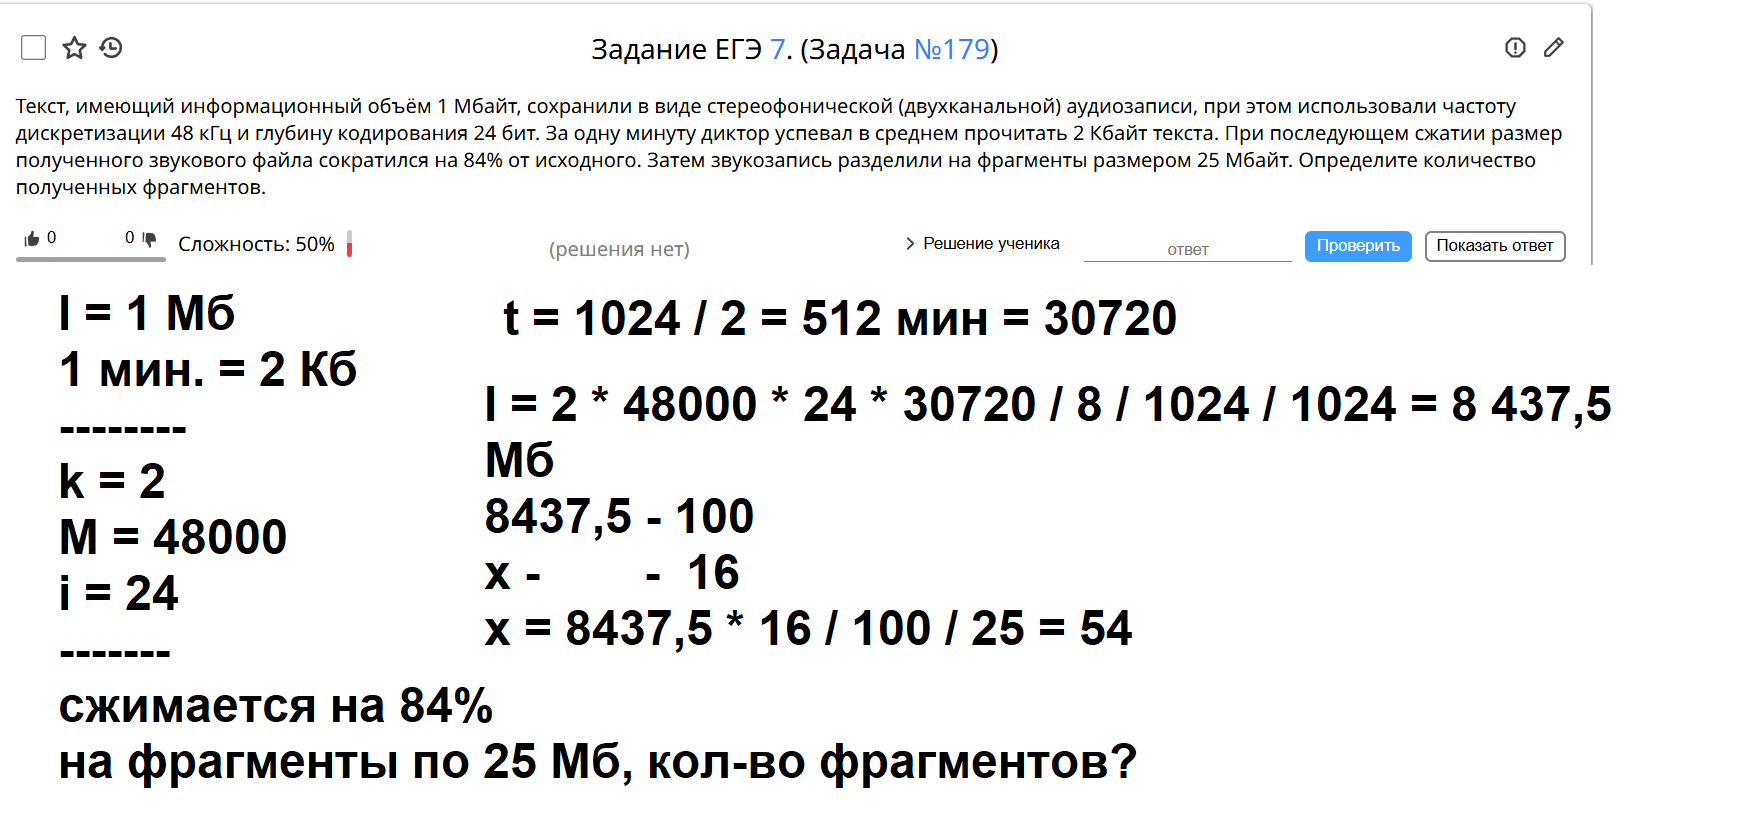 Задание ЕГЭ 7. (Задача №179)
Текст, имеющий информационный объём 1 Мбайт, сохранили в виде стереофонической (двухканальной) аудиозаписи, при этом использовали частоту
дискретизации 48 кГц и глубину кодирования 24 бит. За одну минуту диктор успевал в среднем прочитать 2 Кбайт текста. При последующем сжатии размер
полученного звукового файла сократился на 84% от исходного. Затем звукозапись разделили на фрагменты размером 25 Мбайт. Определите количество
полученных фрагментов.
0 0 Сложность: 50% (решения нет) Решение ученика ответ Проверить Показать ответ
I = 1 Мб
1 мин. = 2 Кб
--------
k = 2
M = 48000
i = 24
-------
сжимается на 84%
на фрагменты по 25 Мб, кол-во фрагментов?
t = 1024 / 2 = 512 мин = 30720
I = 2 * 48000 * 24 * 30720 / 8 / 1024 / 1024 = 8 437,5
Мб
8437,5 - 100
x - - 16
x = 8437,5 * 16 / 100 / 25 = 54